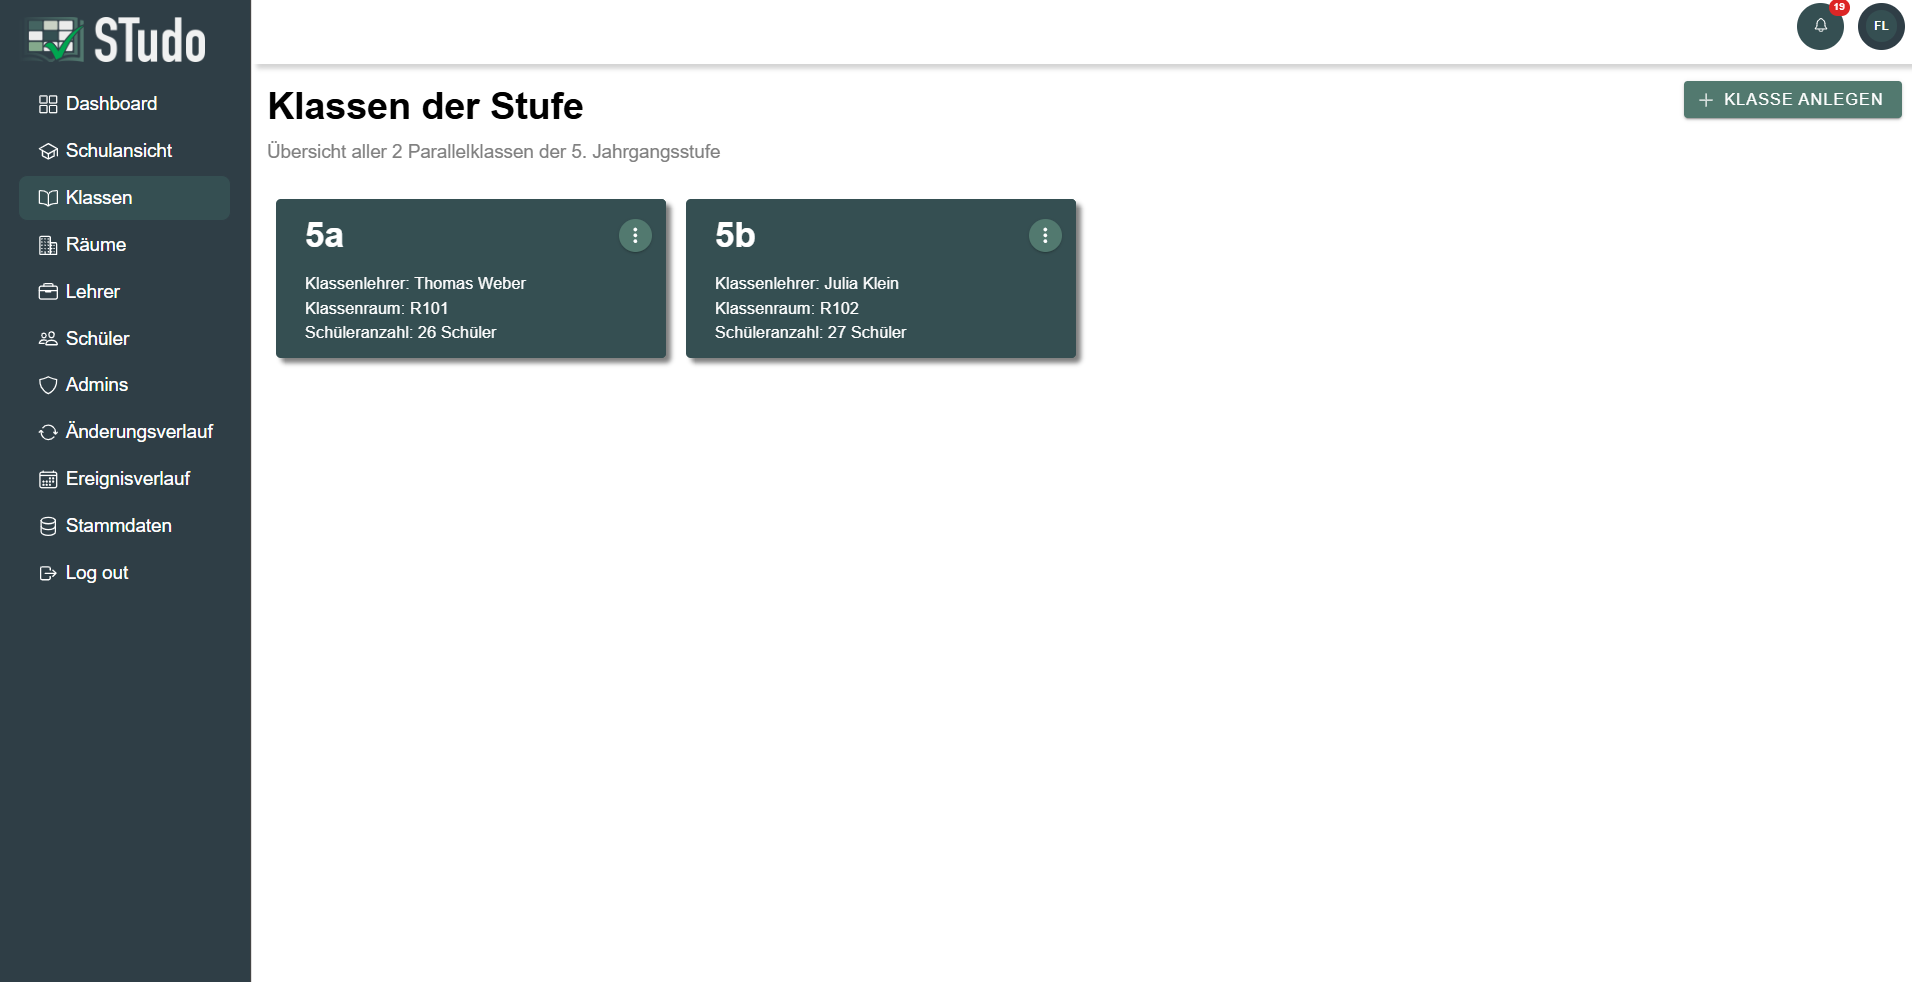 STudo
Dashboard
Schulansicht
Klassen
Räume
Lehrer
Schüler
Admins
Änderungsverlauf
Ereignisverlauf
Stammdaten
Log out
19
FL
Klassen der Stufe
KLASSE ANLEGEN
Übersicht aller 2 Parallelklassen der 5. Jahrgangsstufe
5a
Klassenlehrer: Thomas Weber
Klassenraum: R101
Schüleranzahl: 26 Schüler
5b
Klassenlehrer: Julia Klein
Klassenraum: R102
Schüleranzahl: 27 Schüler